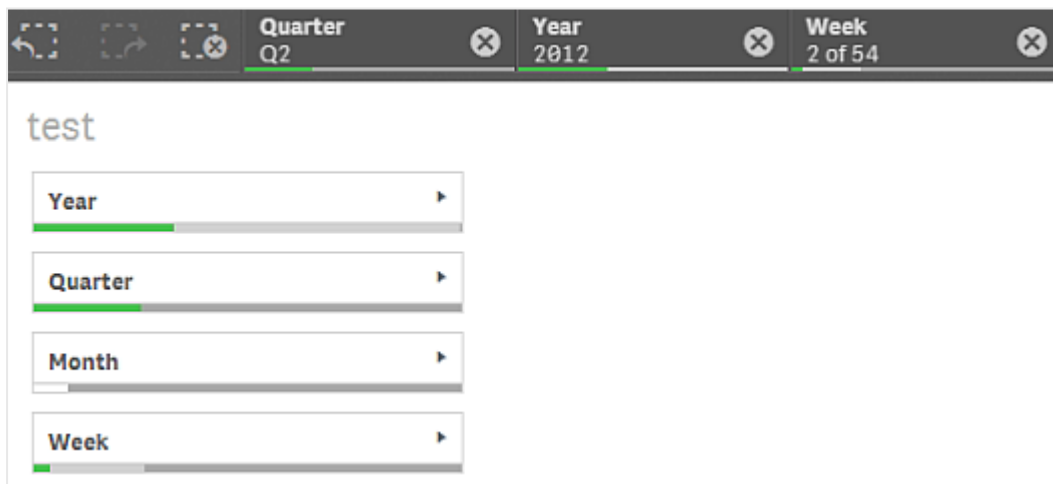 Quarter
Q2
Year
2012
Week
2 of 54
test
Year
Quarter
Month
Week